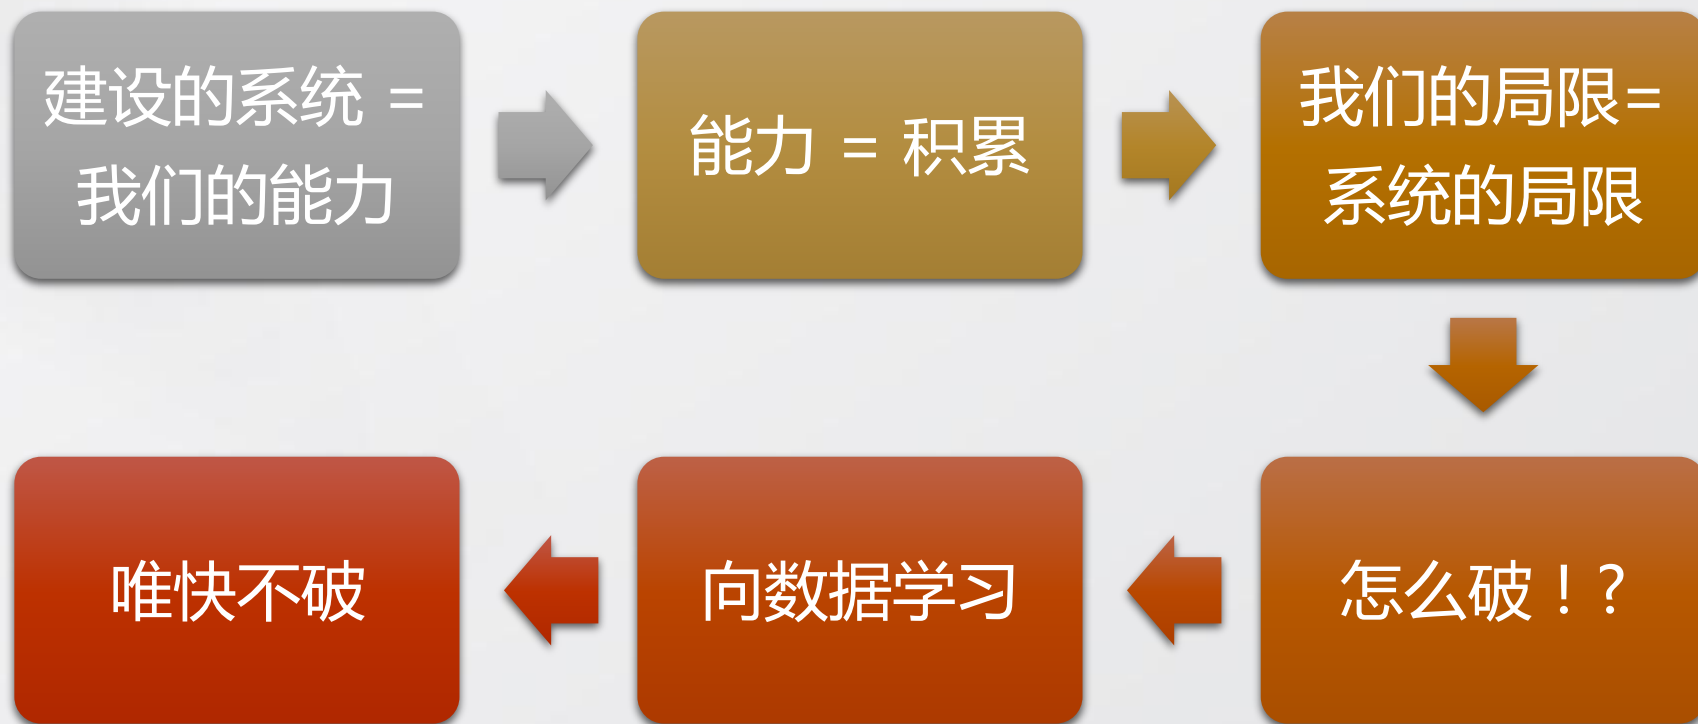 建设的系统 =
我们的能力
能力 = 积累
我们的局限=
系统的局限
怎么破！?
向数据学习
唯快不破